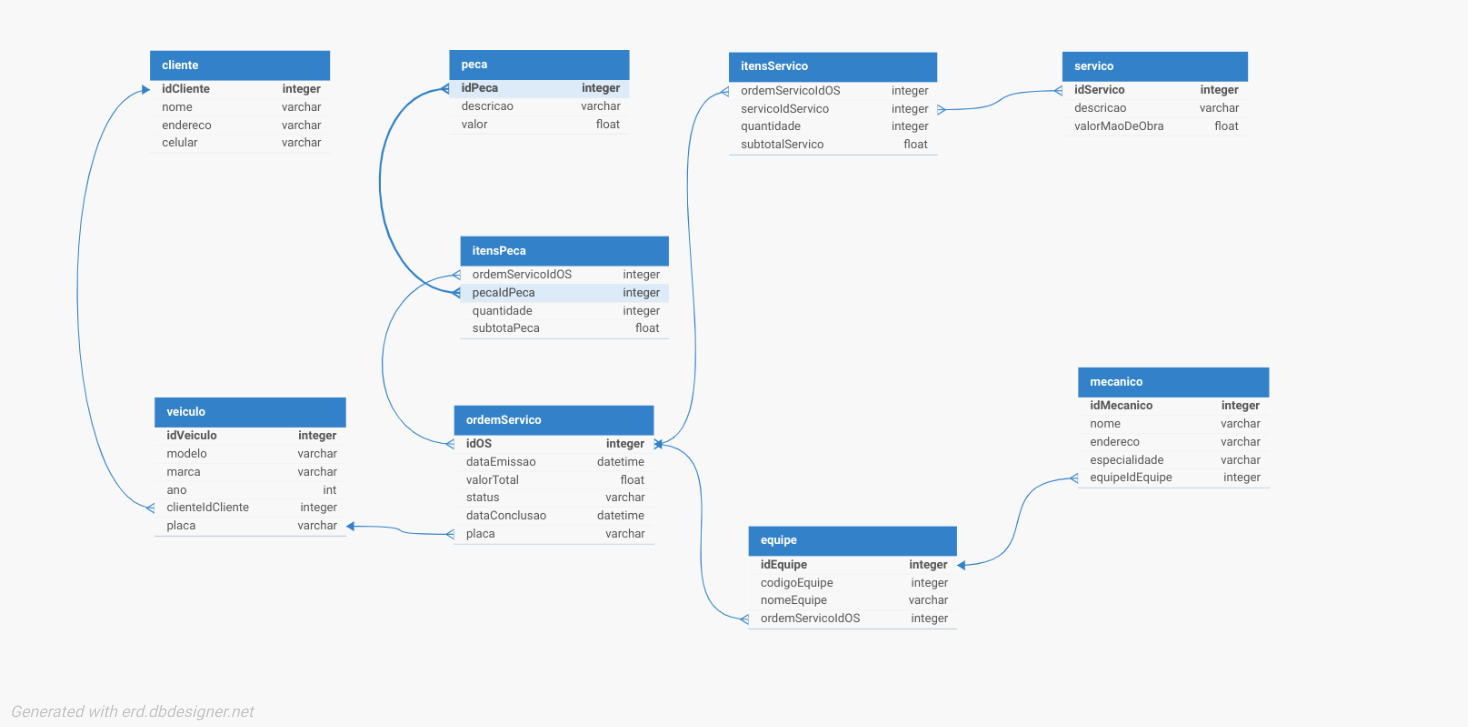 cliente
idCliente integer
nome varchar
endereco varchar
celular varchar
peca
idPeca integer
descricao varchar
valor float
itensServico
ordemServicoIdOS integer
servicoIdServico integer
quantidade integer
subtotalServico float
servico
idServico integer
descricao varchar
valorMaoDeObra float
itensPeca
ordemServicoIdOS integer
pecaIdPeca integer
quantidade integer
subtotaPeca float
veiculo
idVeiculo integer
modelo varchar
marca varchar
ano int
clienteIdCliente integer
placa varchar
ordemServico
idOS integer
dataEmissao datetime
valorTotal float
status varchar
dataConclusao datetime
placa varchar
mecanico
idMecanico integer
nome varchar
endereco varchar
especialidade varchar
equipeIdEquipe integer
equipe
idEquipe integer
codigoEquipe integer
nomeEquipe varchar
ordemServicoIdOS integer
Generated with erd.dbdesigner.net